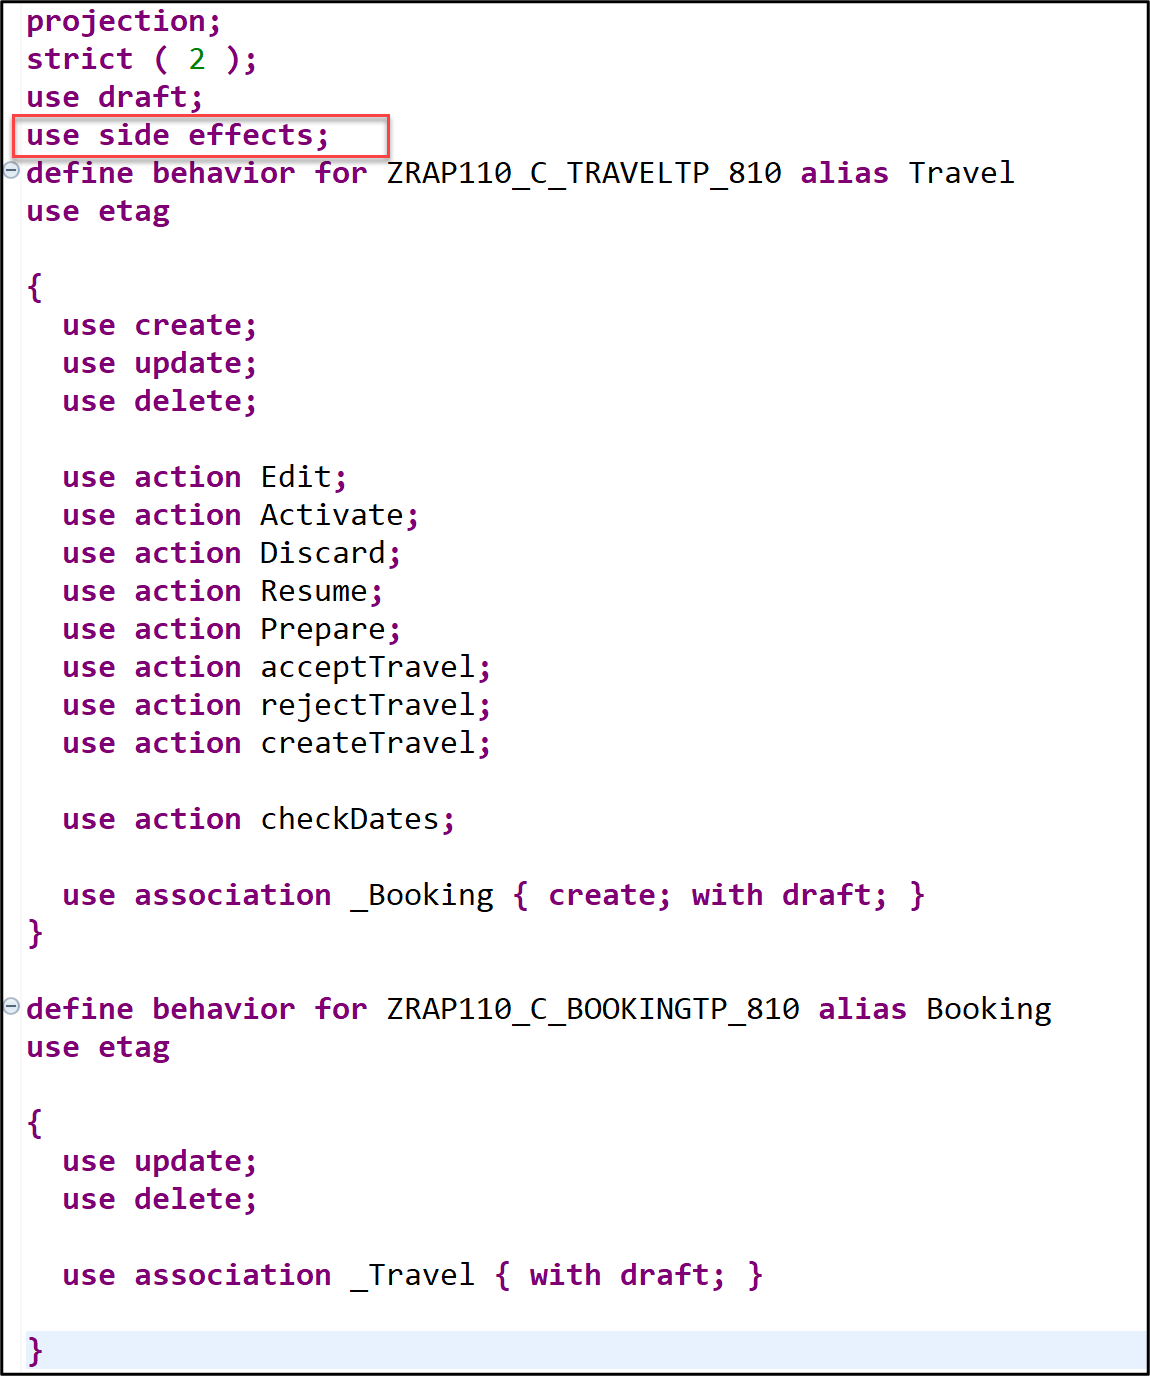 projection;
strict ( 2 );
use draft;
use side effects;
define behavior for ZRAP110_C_TRAVELTP_810 alias Travel
use etag
{
use create;
use update;
use delete;
use action Edit;
use action Activate;
use action Discard;
use action Resume;
use action Prepare;
use action acceptTravel;
use action rejectTravel;
use action createTravel;
use action checkDates;
use association _Booking { create; with draft; }
}
define behavior for ZRAP110_C_BOOKINGTP_810 alias Booking
use etag
{
use update;
use delete;
use association _Travel { with draft; }
}